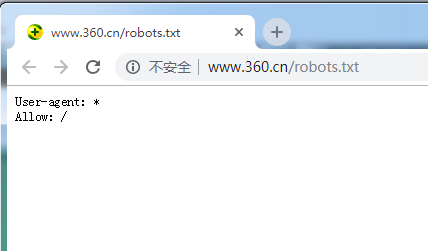 www.360.cn/robots.txt
不安全 www.360.cn/robots.txt
User-agent: *
Allow: /